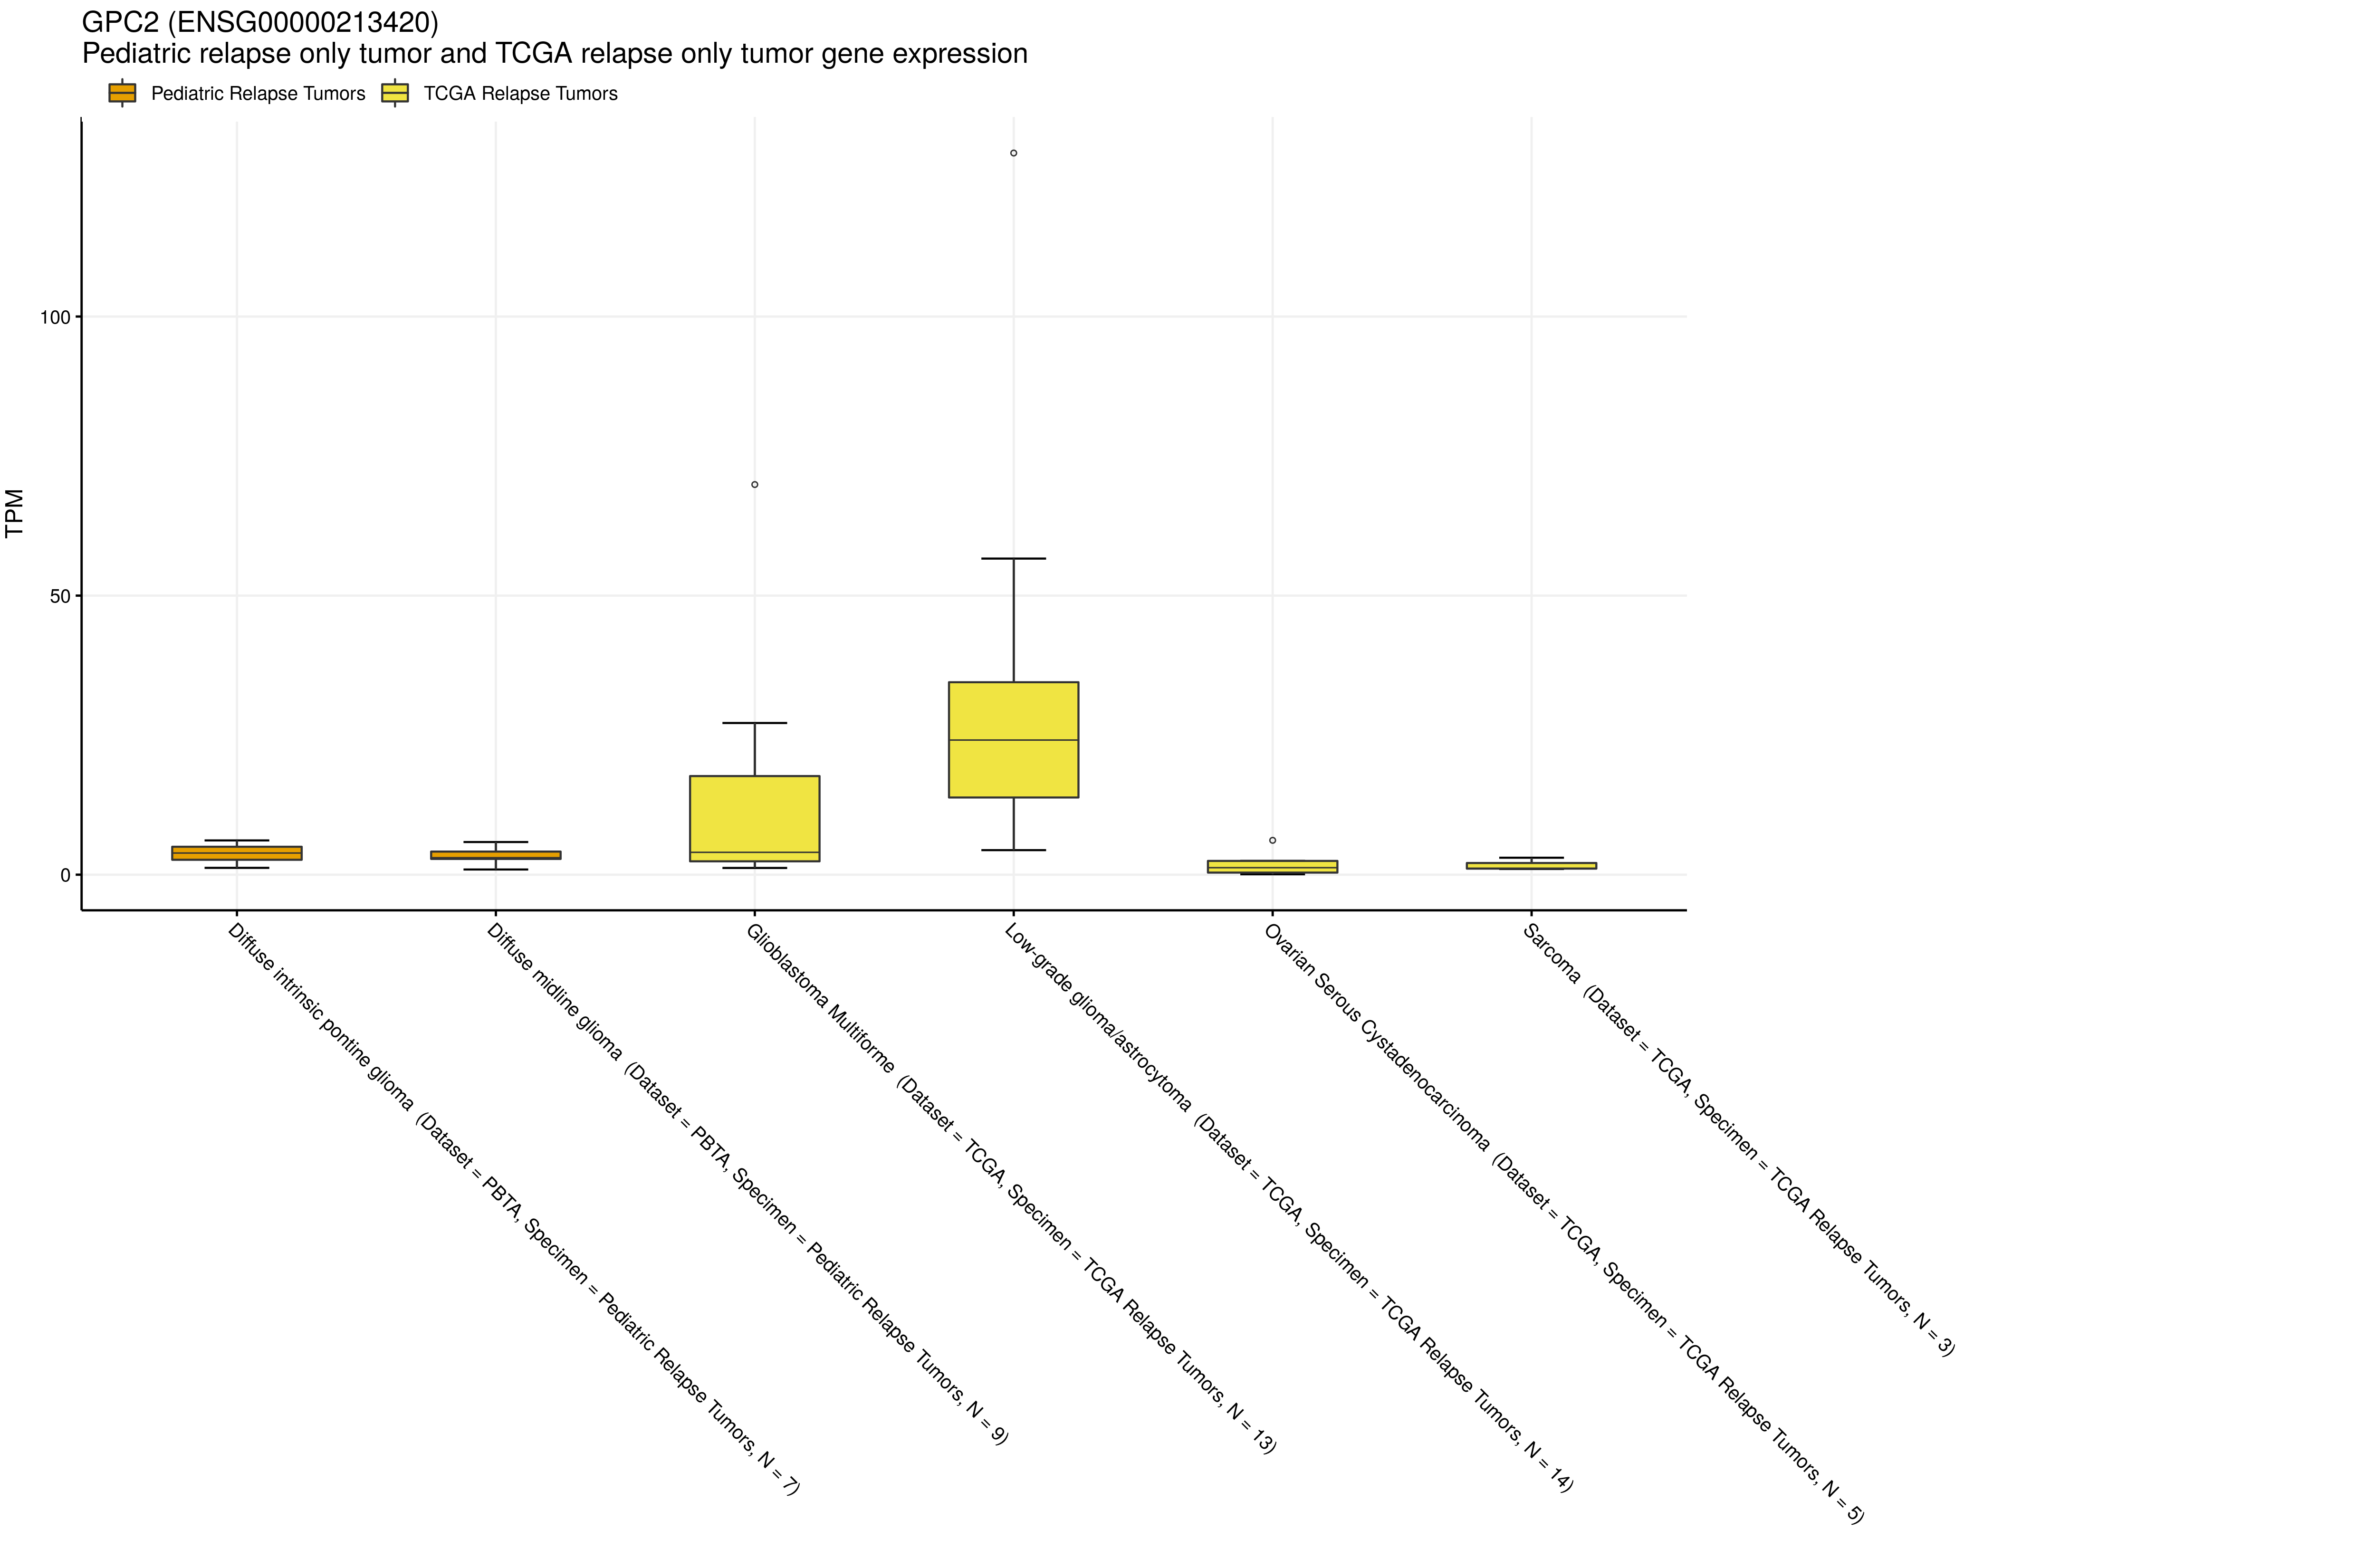 GPC2 (ENSG00000213420)
Pediatric relapse only tumor and TCGA relapse only tumor gene expression
Pediatric Relapse Tumors
TCGA Relapse Tumors
TPM
100
50
0
Diffuse intrinsic pontine glioma (Dataset = PBTA, Specimen = Pediatric Relapse Tumors, N = 7)
Diffuse midline glioma (Dataset = PBTA, Specimen = Pediatric Relapse Tumors, N = 9)
Glioblastoma Multiforme (Dataset = TCGA, Specimen = TCGA Relapse Tumors, N = 13)
Low-grade glioma/astrocytoma (Dataset = TCGA, Specimen = TCGA Relapse Tumors, N = 14)
Ovarian Serous Cystadenocarcinoma (Dataset = TCGA, Specimen = TCGA Relapse Tumors, N = 5)
Sarcoma (Dataset = TCGA, Specimen = TCGA Relapse Tumors, N = 3)